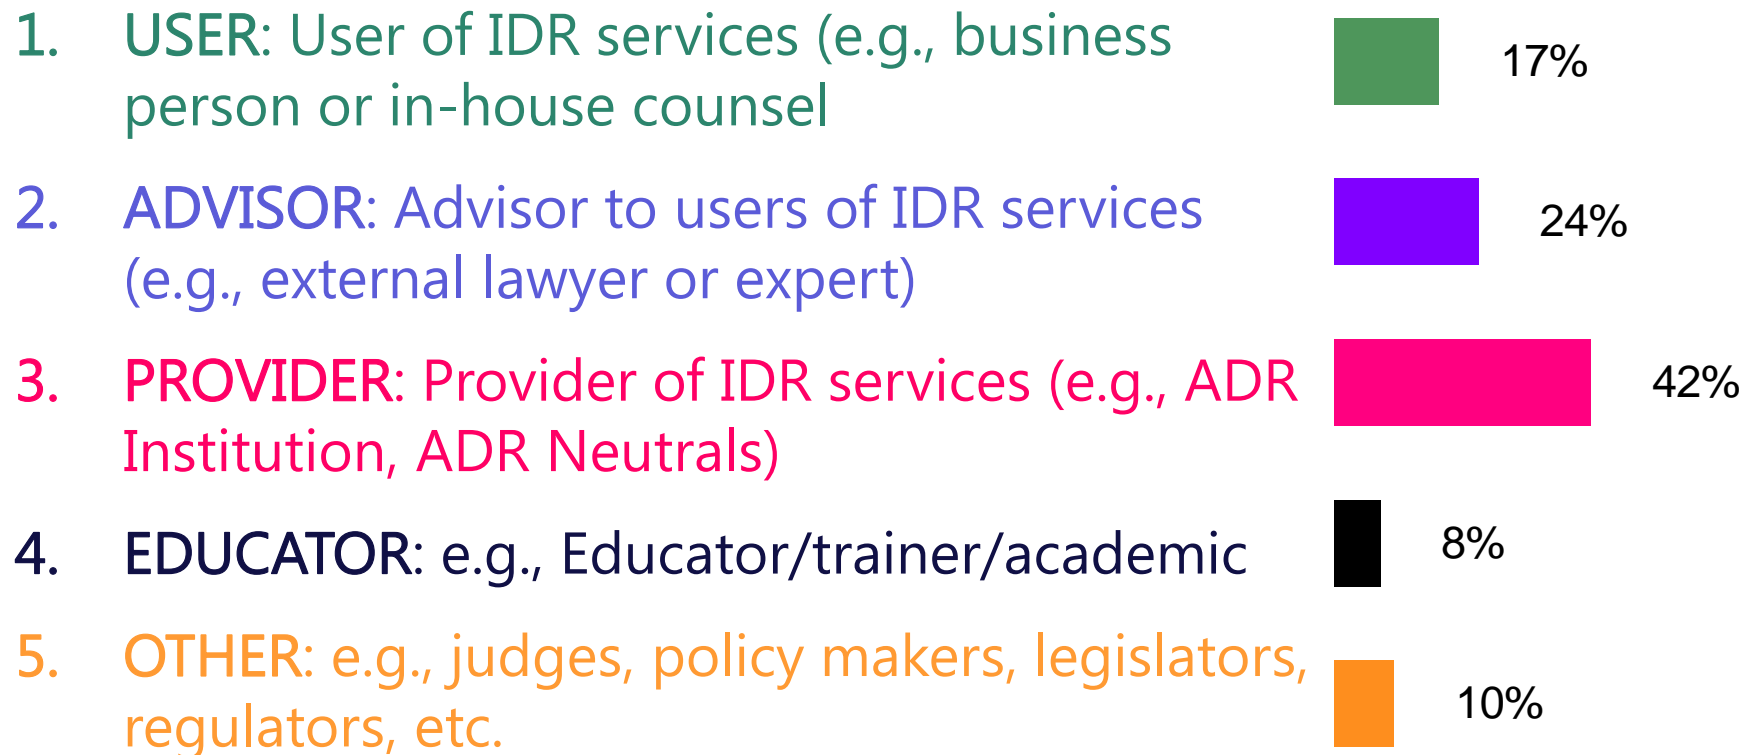 1. USER: User of IDR services (e.g., business
person or in-house counsel
17%
2. ADVISOR: Advisor to users of IDR services
(e.g., external lawyer or expert)
24%
3. PROVIDER: Provider of IDR services (e.g., ADR
Institution, ADR Neutrals)
42%
4. EDUCATOR: e.g., Educator/trainer/academic
8%
5. OTHER: e.g., judges, policy makers, legislators,
regulators, etc.
10%